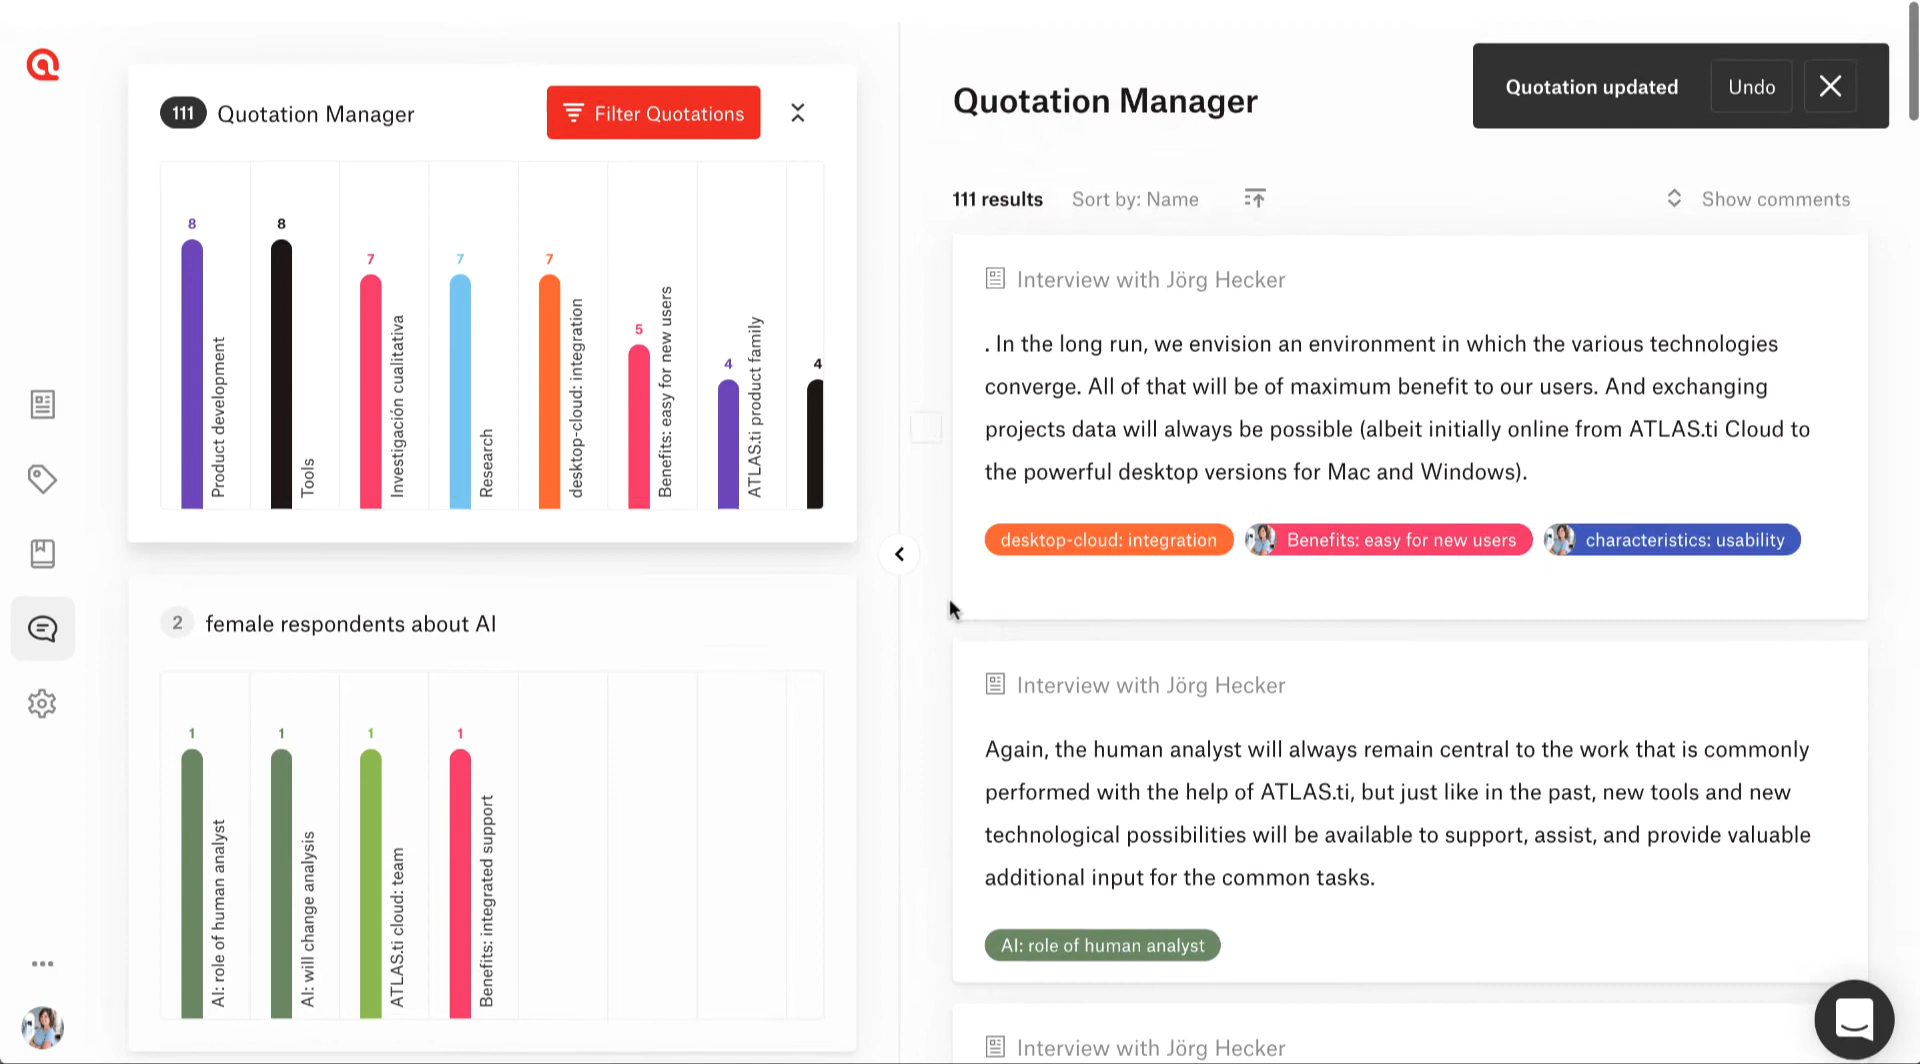 111 Quotation Manager
Filter Quotations
8
8
7
7
7
5
4
4
Product development
Tools
Investigación cualitativa
Research
desktop-cloud: integration
Benefits: easy for new users
ATLAS.ti product family
2 female respondents about AI
1
1
1
1
AI: role of human analyst
AI: will change analysis
ATLAS.ti cloud: team
Benefits: integrated support
Quotation Manager
Quotation updated
Undo
111 results
Sort by: Name
Show comments
Interview with Jörg Hecker
. In the long run, we envision an environment in which the various technologies
converge. All of that will be of maximum benefit to our users. And exchanging
projects data will always be possible (albeit initially online from ATLAS.ti Cloud to
the powerful desktop versions for Mac and Windows).
desktop-cloud: integration
Benefits: easy for new users
characteristics: usability
Interview with Jörg Hecker
Again, the human analyst will always remain central to the work that is commonly
performed with the help of ATLAS.ti, but just like in the past, new tools and new
technological possibilities will be available to support, assist, and provide valuable
additional input for the common tasks.
AI: role of human analyst
Interview with Jörg Hecker